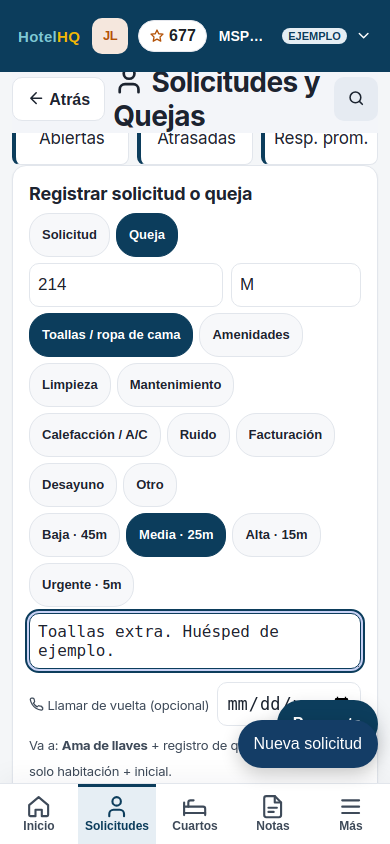 HotelHQ JL 677 MSP... EJEMPLO
Atrás
Solicitudes y
Quejas
Abiertas Atrasadas Resp. prom.
Registrar solicitud o queja
Solicitud Queja
214 M
Toallas / ropa de cama Amenidades
Limpieza Mantenimiento
Calefacción / A/C Ruido Facturación
Desayuno Otro
Baja · 45m Media · 25m Alta · 15m
Urgente · 5m
Toallas extra. Huésped de
ejemplo.
Llamar de vuelta (opcional) mm/dd/
Va a: Ama de llaves + registro de
Nueva solicitud
solo habitación + inicial.
Inicio Solicitudes Cuartos Notas Más